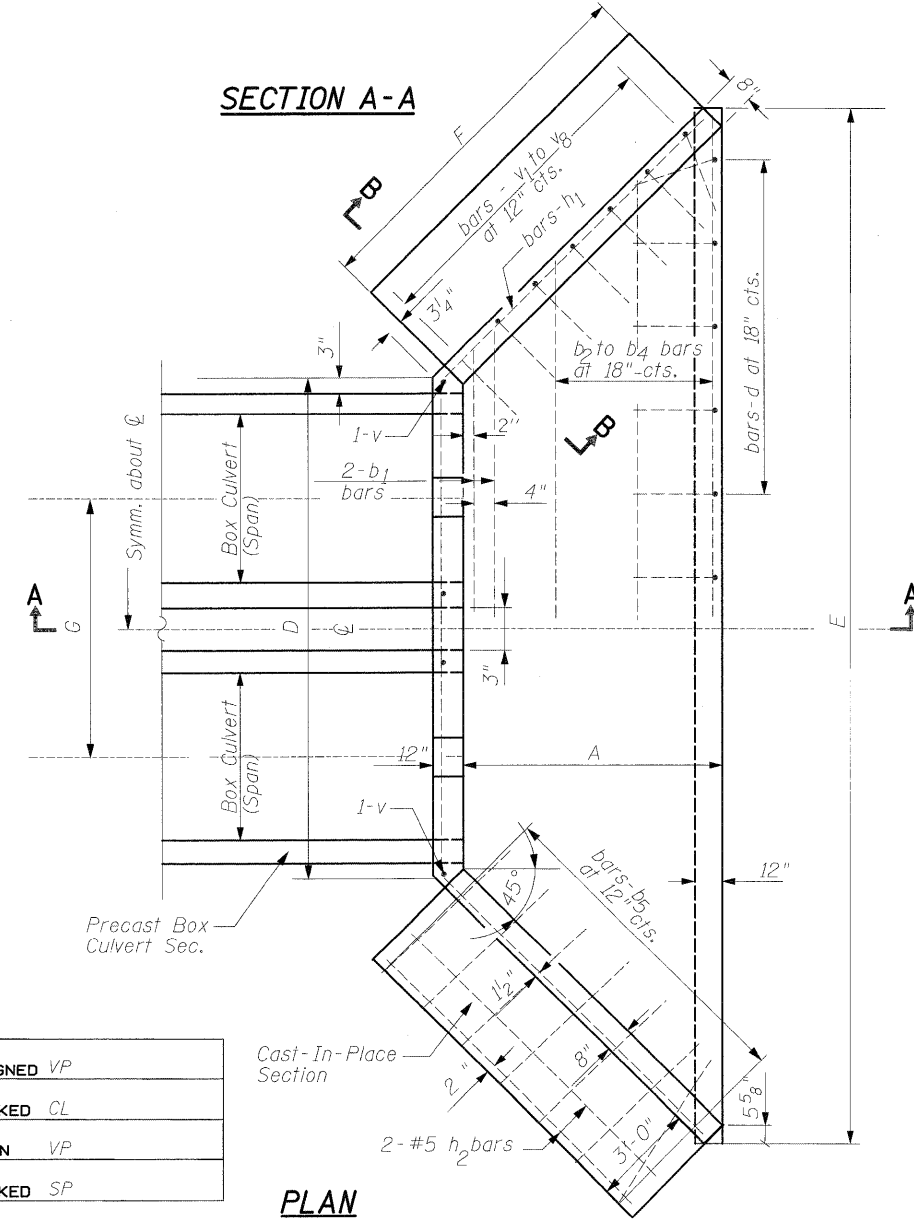 SECTION A-A
F
8"
bars - v1 to v8
at 12" cts.
bars-h1
B
3¼"
3"
b2 to b4 bars
at 18"-cts.
bars-d at 18" cts.
1-v
2"
B
2-b1
bars
4"
Symm. about ℄
Box Culvert
(Span)
A
A
G
D
℄
E
3"
Box Culvert
(Span)
12"
A
1-v
45°
bars-b5
at 12" cts.
12"
Precast Box
Culvert Sec.
1½"
Cast-In-Place
Section
8"
2"
5⅝"
3'-0"
2-#5 h2 bars
GNED VP
KED CL
N VP
KED SP
PLAN